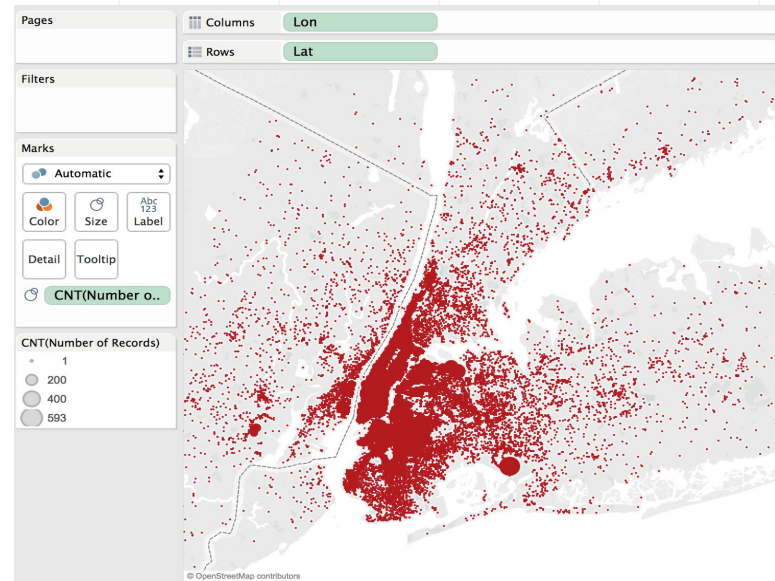 Pages
Columns
Lon
Rows
Lat
Filters
Marks
Automatic
Color
Size
Abc
123
Label
Detail
Tooltip
CNT(Number o..
CNT(Number of Records)
1
200
400
593
© OpenStreetMap contributors